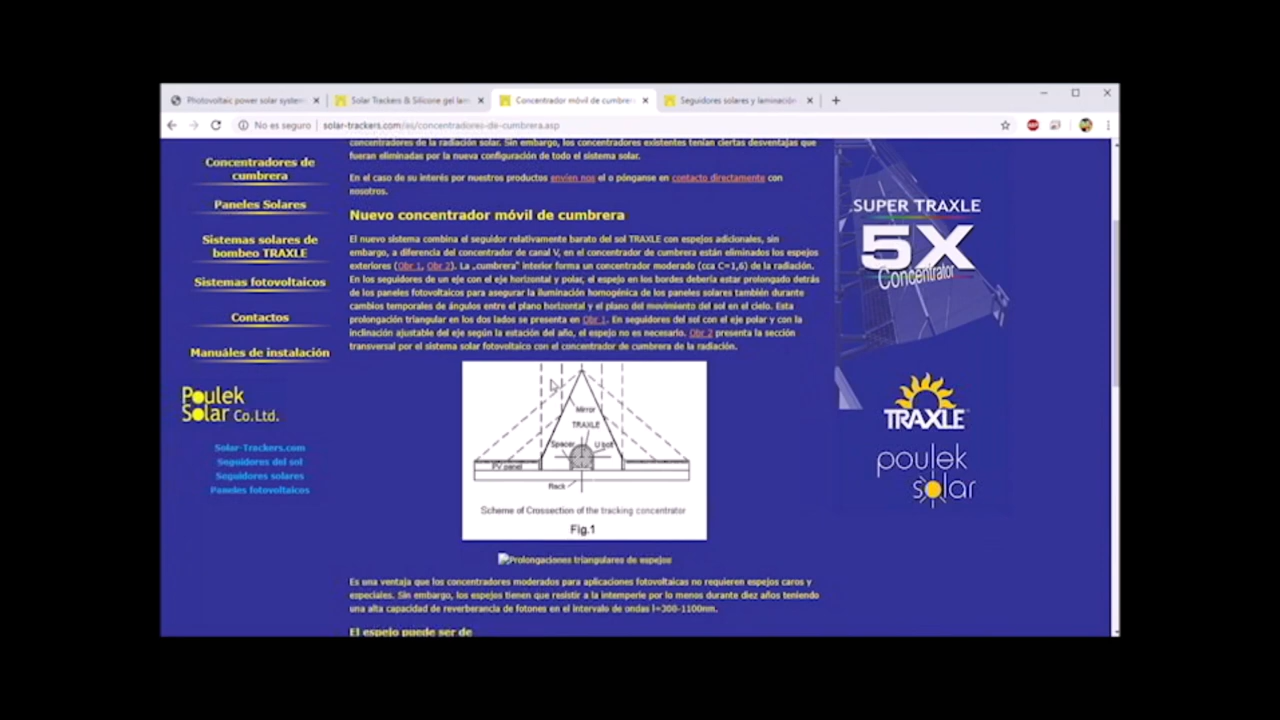 Photovoltaic power solar system
Solar Trackers & Silicone gel lam
Concentrador móvil de cumbrera
Seguidores solares y laminación
No es seguro
solar-trackers.com/es/concentradores-de-cumbrera.asp
Concentradores de
cumbrera
Paneles Solares
Sistemas solares de
bombeo TRAXLE
Sistemas fotovoltaicos
Contactos
Manuáles de instalación
Poulek
Solar Co.Ltd.
Solar-Trackers.com
Seguidores del sol
Seguidores solares
Paneles fotovoltaicos
concentradores de la radiación solar. Sin embargo, los concentradores existentes tenían ciertas desventajas que
fueran eliminadas por la nueva configuración de todo el sistema solar.
En el caso de su interés por nuestros productos envíen nos el o pónganse en contacto directamente con
nosotros.
Nuevo concentrador móvil de cumbrera
El nuevo sistema combina el seguidor relativamente barato del sol TRAXLE con espejos adicionales, sin
embargo, a diferencia del concentrador de canal V, en el concentrador de cumbrera están eliminados los espejos
exteriores (Obr 1, Obr 2). La „cumbrera“ interior forma un concentrador moderado (cca C=1,6) de la radiación.
En los seguidores de un eje con el eje horizontal y polar, el espejo en los bordes debería estar prolongado detrás
de los paneles fotovoltaicos para asegurar la iluminación homogénica de los paneles solares también durante
cambios temporales de ángulos entre el plano horizontal y el plano del movimiento del sol en el cielo. Esta
prolongación triangular en los dos lados se presenta en Obr 1. En seguidores del sol con el eje polar y con la
inclinación ajustable del eje según la estación del año, el espejo no es necesario. Obr 2 presenta la sección
transversal por el sistema solar fotovoltaico con el concentrador de cumbrera de la radiación.
Mirror
TRAXLE
Spacer
U bolt
PV panel
Rack
Scheme of Crossection of the tracking concentrator
Fig.1
Prolongaciones triangulares de espejos
Es una ventaja que los concentradores moderados para aplicaciones fotovoltaicas no requieren espejos caros y
especiales. Sin embargo, los espejos tienen que resistir a la intemperie por lo menos durante diez años teniendo
una alta capacidad de reverberancia de fotones en el intervalo de ondas l=300-1100nm.
El espejo puede ser de
SUPER TRAXLE
5X
Concentrator
TRAXLE
poulek
solar